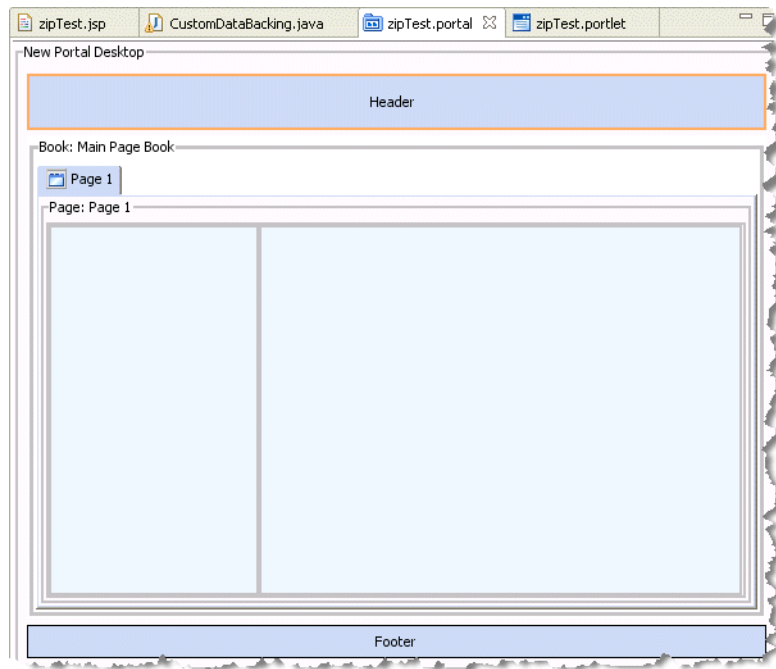 zipTest.jsp CustomDataBacking.java zipTest.portal zipTest.portlet
New Portal Desktop
Header
Book: Main Page Book
Page 1
Page: Page 1
Footer